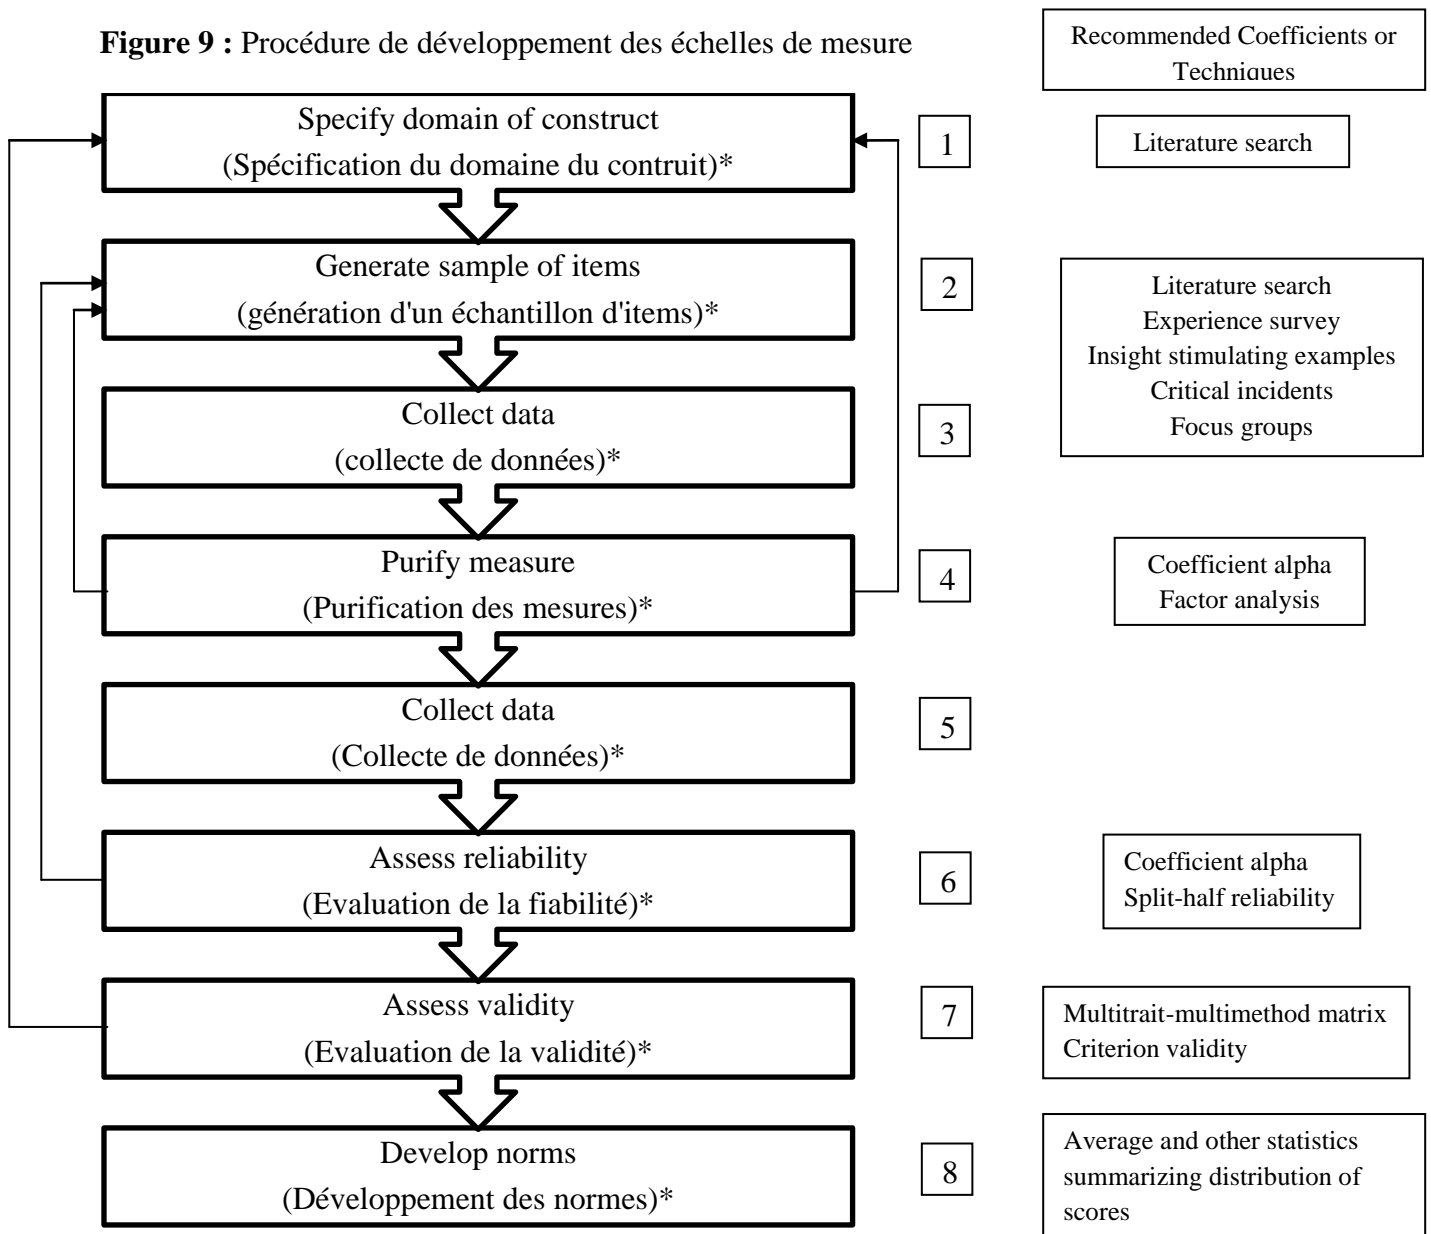 Figure 9 : Procédure de développement des échelles de mesure
Recommended Coefficients or
Techniques
Specify domain of construct
(Spécification du domaine du contruit)*
1
Literature search
Generate sample of items
(génération d'un échantillon d'items)*
2
Literature search
Experience survey
Insight stimulating examples
Critical incidents
Focus groups
Collect data
(collecte de données)*
3
Purify measure
(Purification des mesures)*
4
Coefficient alpha
Factor analysis
Collect data
(Collecte de données)*
5
Assess reliability
(Evaluation de la fiabilité)*
6
Coefficient alpha
Split-half reliability
Assess validity
(Evaluation de la validité)*
7
Multitrait-multimethod matrix
Criterion validity
Develop norms
(Développement des normes)*
8
Average and other statistics
summarizing distribution of
scores